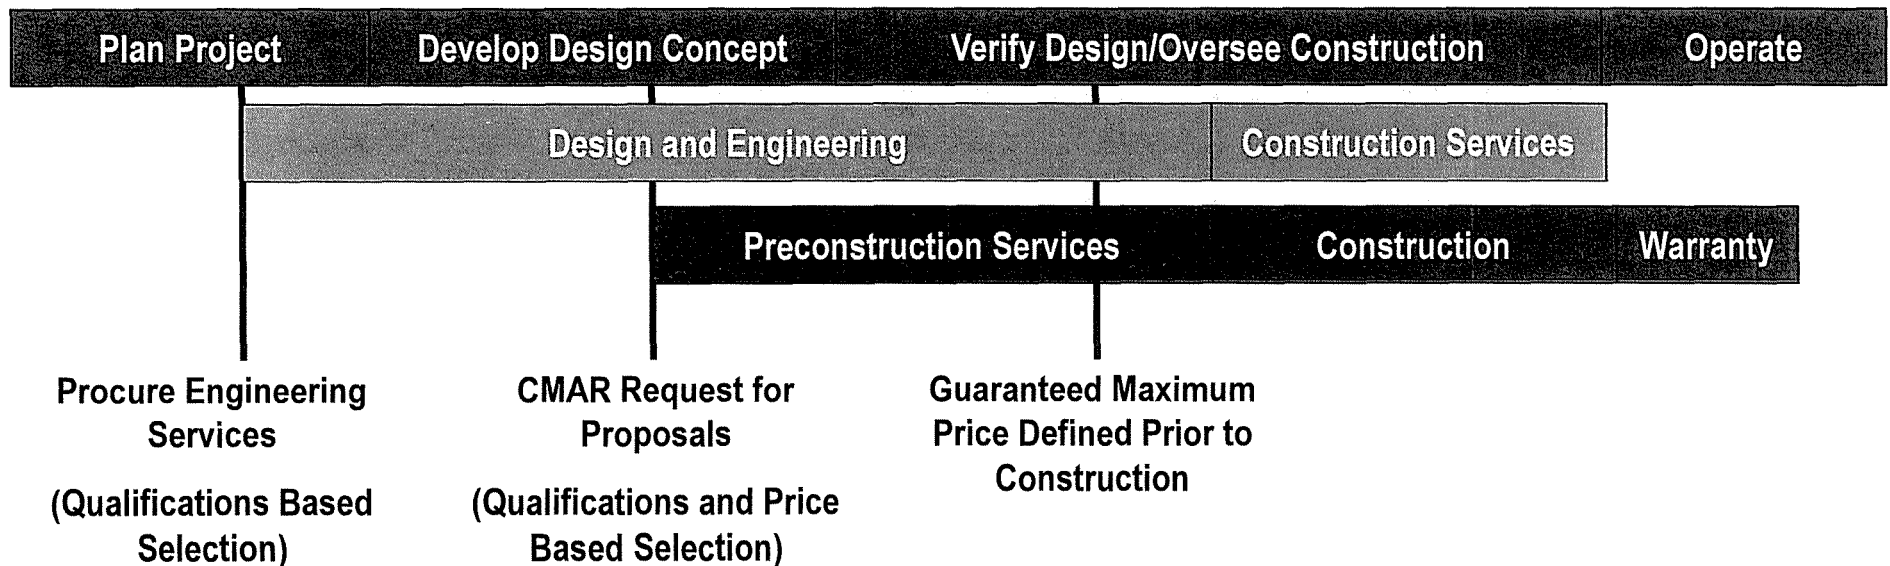 Plan Project Develop Design Concept Verify Design/Oversee Construction Operate
Design and Engineering Construction Services
Preconstruction Services Construction Warranty
Procure Engineering
Services
(Qualifications Based
Selection)
CMAR Request for
Proposals
(Qualifications and Price
Based Selection)
Guaranteed Maximum
Price Defined Prior to
Construction